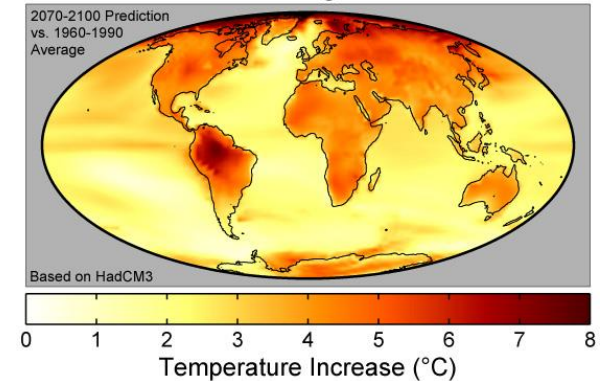 2070-2100 Prediction
vs. 1960-1990
Average
Based on HadCM3
0 1 2 3 4 5 6 7 8
Temperature Increase (°C)